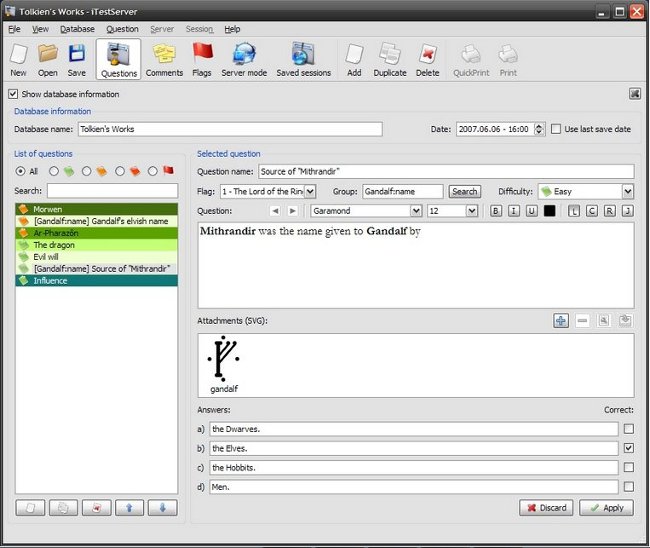 Tolkien's Works - iTestServer
File View Database Question Server Session Help
New Open Save Questions Comments Flags Server mode Saved sessions Add Duplicate Delete QuickPrint Print
Show database information
Database information
Database name: Tolkien's Works Date: 2007.06.06 - 16:00 Use last save date
List of questions
All
Search:
Morwen
[Gandalf:name] Gandalf's elvish name
Ar-Pharazôn
The dragon
Evil will
[Gandalf:name] Source of "Mithrandir"
Influence
Selected question
Question name: Source of "Mithrandir"
Flag: 1 - The Lord of the Rin Group: Gandalf:name Search Difficulty: Easy
Question: Garamond 12 B I U L C R J
Mithrandir was the name given to Gandalf by
Attachments (SVG):
gandalf
Answers: Correct:
a) the Dwarves.
b) the Elves.
c) the Hobbits.
d) Men.
Discard Apply